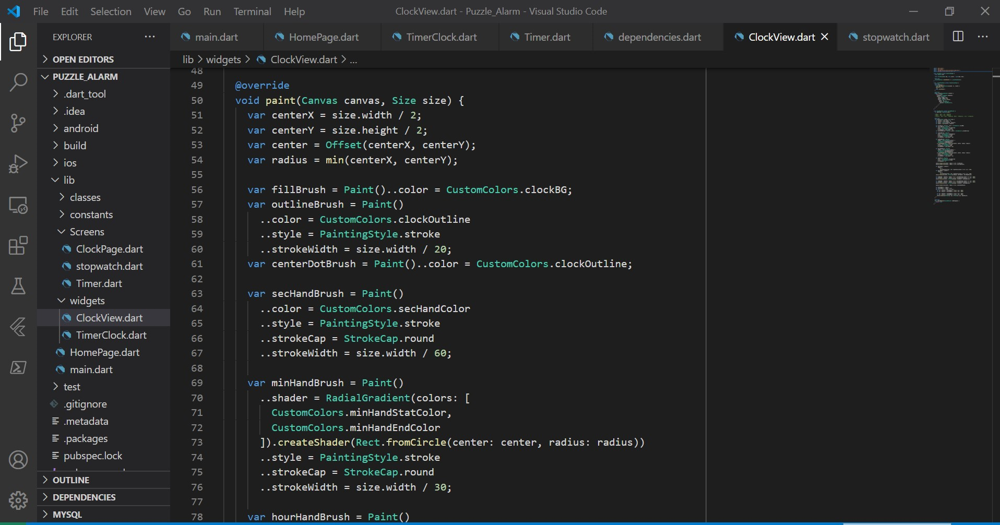 File Edit Selection View Go Run Terminal Help
ClockView.dart - Puzzle_Alarm - Visual Studio Code
EXPLORER
main.dart
HomePage.dart
TimerClock.dart
Timer.dart
dependencies.dart
ClockView.dart
stopwatch.dart
lib > widgets > ClockView.dart > ...
OPEN EDITORS
PUZZLE_ALARM
.dart_tool
.idea
android
build
ios
lib
classes
constants
Screens
ClockPage.dart
stopwatch.dart
Timer.dart
widgets
ClockView.dart
TimerClock.dart
HomePage.dart
main.dart
test
.gitignore
.metadata
.packages
pubspec.lock
OUTLINE
DEPENDENCIES
MYSQL
48
49 @override
50 void paint(Canvas canvas, Size size) {
51 var centerX = size.width / 2;
52 var centerY = size.height / 2;
53 var center = Offset(centerX, centerY);
54 var radius = min(centerX, centerY);
55
56 var fillBrush = Paint()..color = CustomColors.clockBG;
57 var outlineBrush = Paint()
58 ..color = CustomColors.clockOutline
59 ..style = PaintingStyle.stroke
60 ..strokeWidth = size.width / 20;
61 var centerDotBrush = Paint()..color = CustomColors.clockOutline;
62
63 var secHandBrush = Paint()
64 ..color = CustomColors.secHandColor
65 ..style = PaintingStyle.stroke
66 ..strokeCap = StrokeCap.round
67 ..strokeWidth = size.width / 60;
68
69 var minHandBrush = Paint()
70 ..shader = RadialGradient(colors: [
71 CustomColors.minHandStatColor,
72 CustomColors.minHandEndColor
73 ]).createShader(Rect.fromCircle(center: center, radius: radius))
74 ..style = PaintingStyle.stroke
75 ..strokeCap = StrokeCap.round
76 ..strokeWidth = size.width / 30;
77
78 var hourHandBrush = Paint()